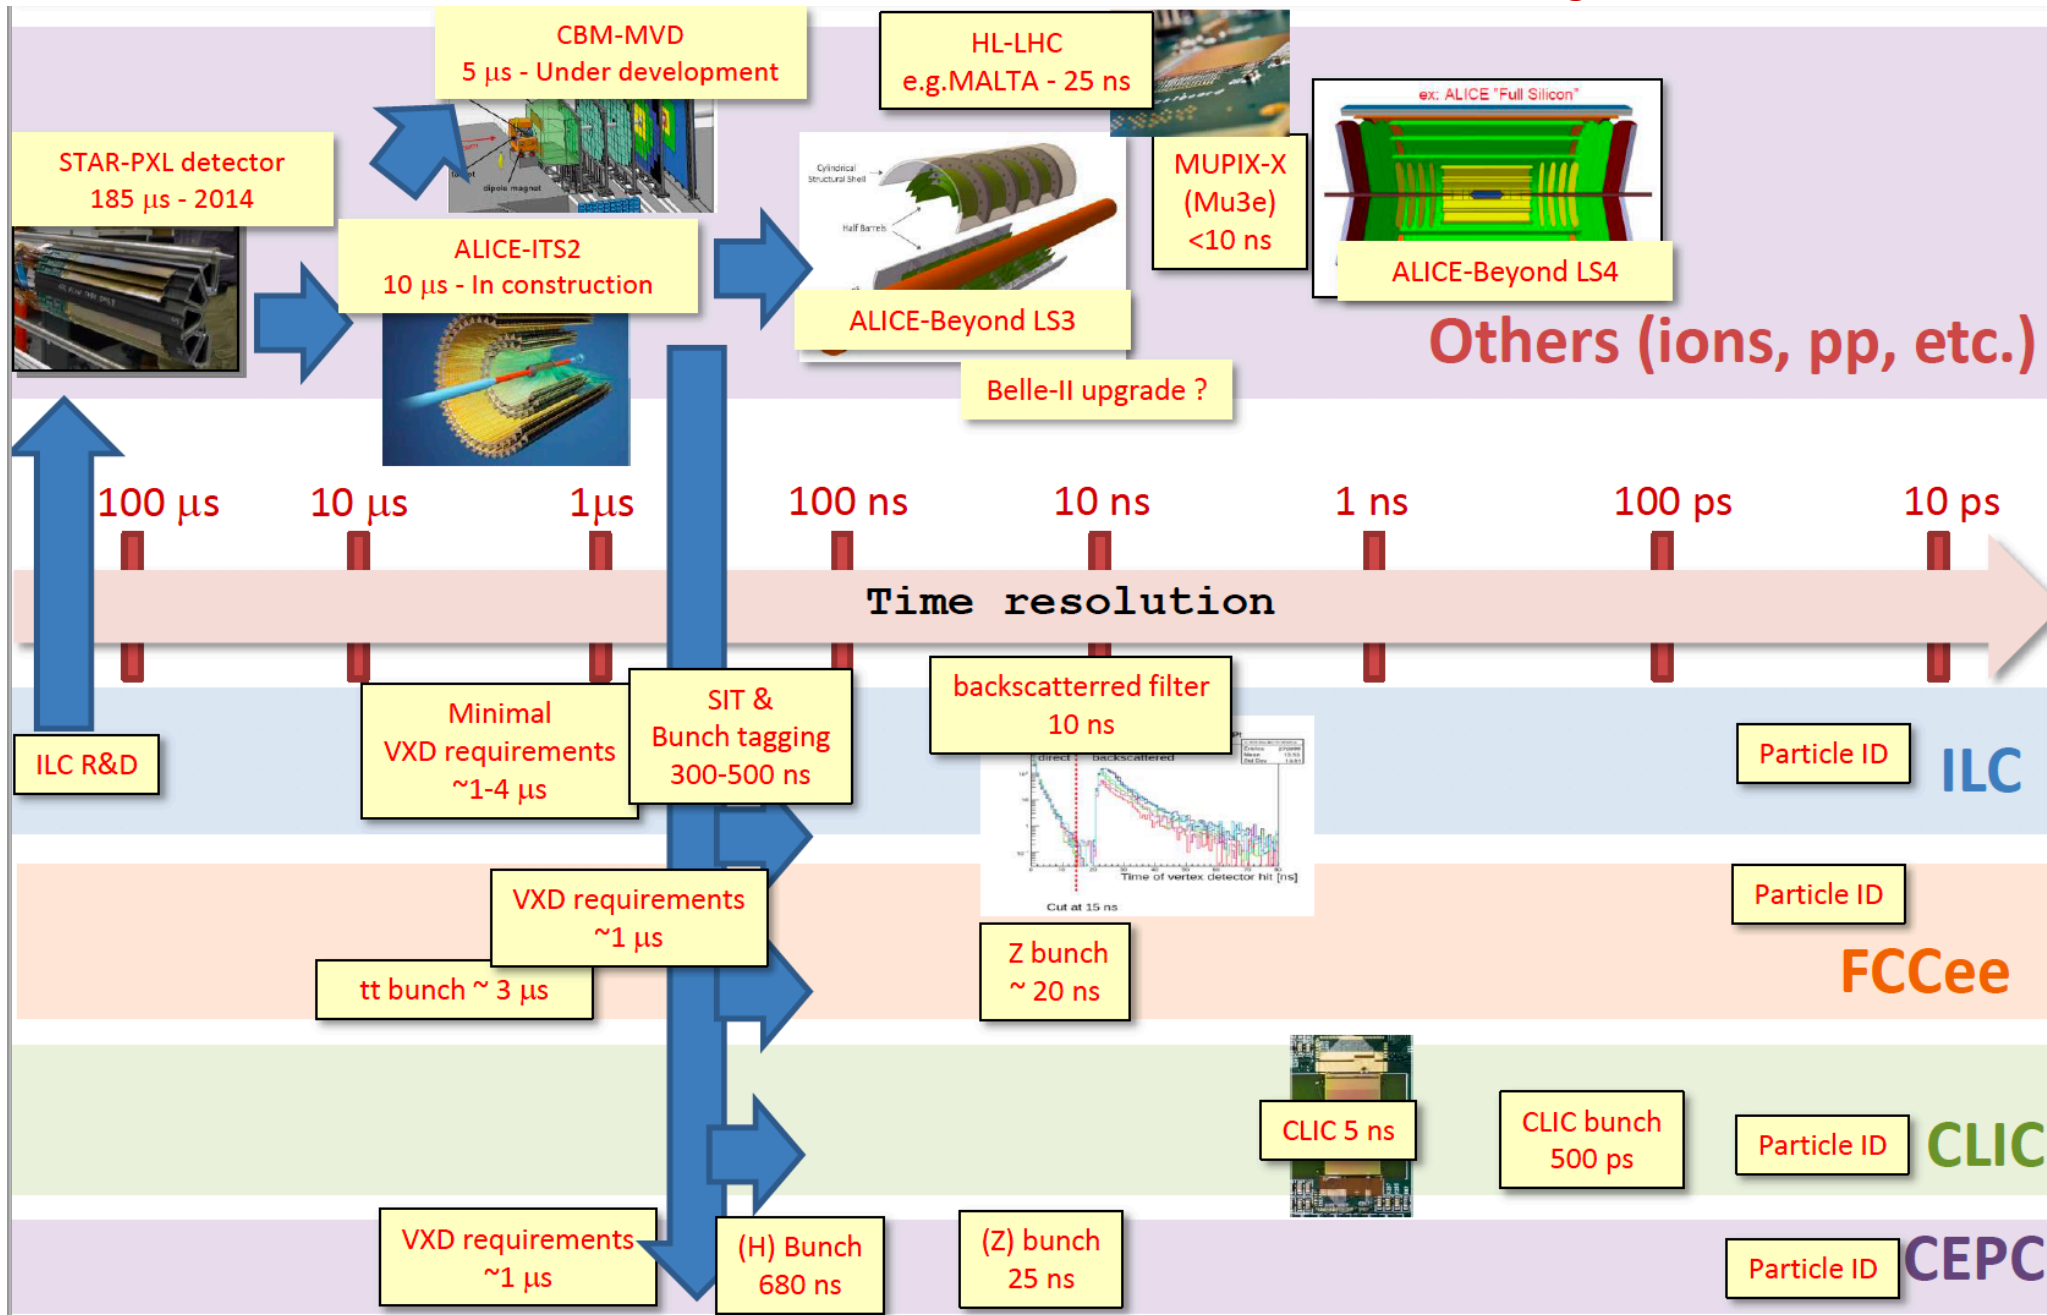 CBM-MVD
5 μs - Under development
HL-LHC
e.g.MALTA - 25 ns
ex: ALICE "Full Silicon"
STAR-PXL detector
185 μs - 2014
dipole magnet
Cylindrical
Structural Shell
Half Barrels
MUPIX-X
(Mu3e)
<10 ns
ALICE-ITS2
10 μs - In construction
ALICE-Beyond LS3
ALICE-Beyond LS4
Others (ions, pp, etc.)
Belle-II upgrade ?
100 μs
10 μs
1μs
100 ns
10 ns
1 ns
100 ps
10 ps
Time resolution
ILC R&D
Minimal
VXD requirements
~1-4 μs
SIT &
Bunch tagging
300-500 ns
backscatterred filter
10 ns
direct
backscattered
Time of vertex detector hit [ns]
Cut at 15 ns
Particle ID
ILC
VXD requirements
~1 μs
tt bunch ~ 3 μs
Z bunch
~ 20 ns
Particle ID
FCCee
CLIC 5 ns
CLIC bunch
500 ps
Particle ID
CLIC
VXD requirements
~1 μs
(H) Bunch
680 ns
(Z) bunch
25 ns
Particle ID
CEPC